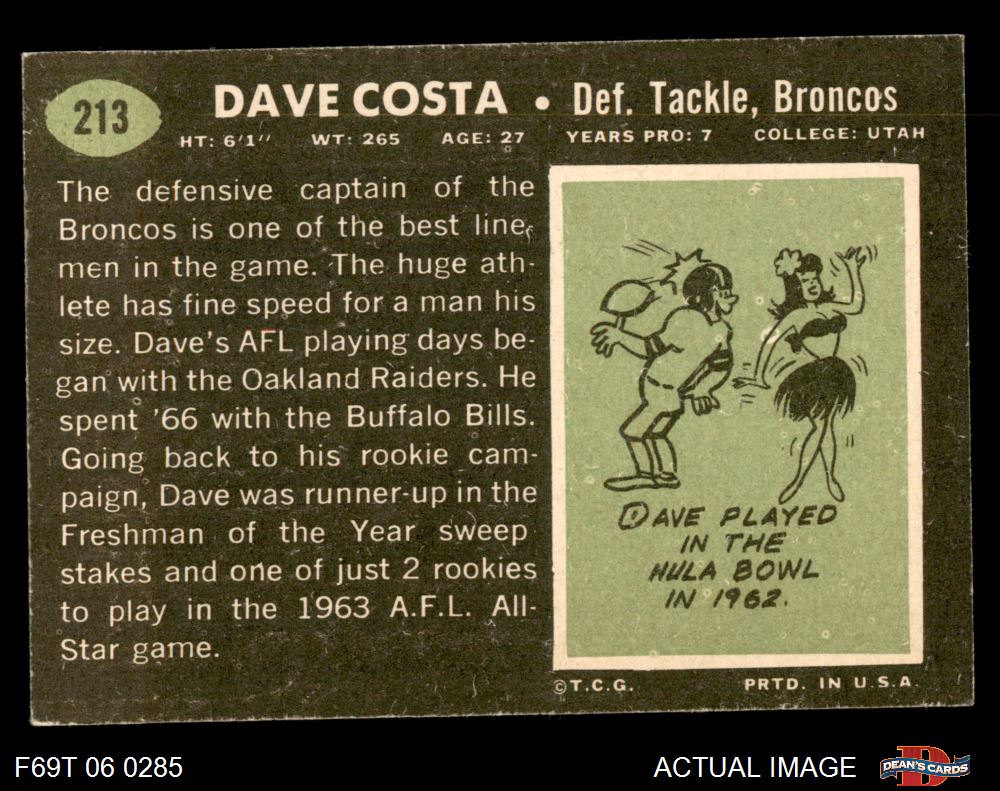 213
DAVE COSTA • Def. Tackle, Broncos
HT: 6'1'' WT: 265 AGE: 27 YEARS PRO: 7 COLLEGE: UTAH
The defensive captain of the
Broncos is one of the best line-
men in the game. The huge ath-
lete has fine speed for a man his
size. Dave's AFL playing days be-
gan with the Oakland Raiders. He
spent '66 with the Buffalo Bills.
Going back to his rookie cam-
paign, Dave was runner-up in the
Freshman of the Year sweep
stakes and one of just 2 rookies
to play in the 1963 A.F.L. All-
Star game.
DAVE PLAYED
IN THE
HULA BOWL
IN 1962.
©T.C.G. PRTD. IN U.S.A.
F69T 06 0285
ACTUAL IMAGE
D
DEAN'S CARDS